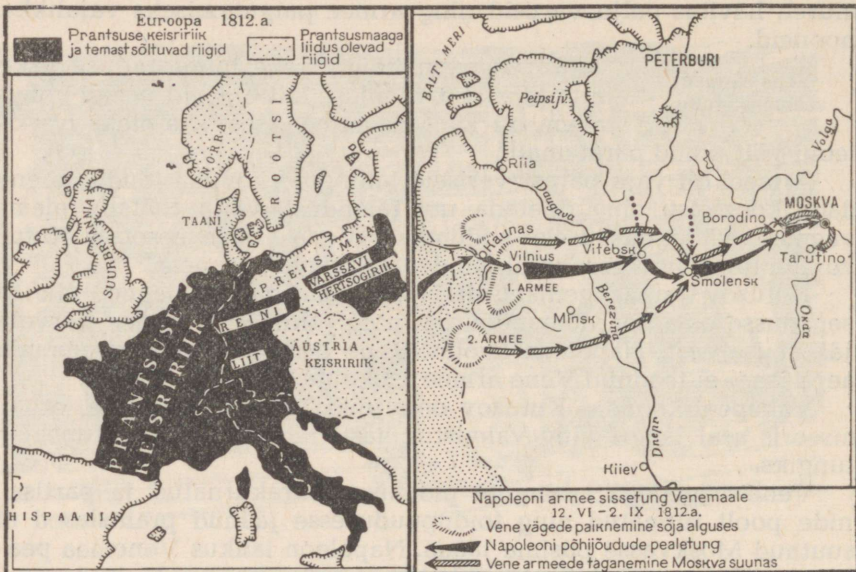 Euroopa 1812.a.
Prantsuse keisririik
ja temast sõltuvad riigid
Prantsusmaaga
liidus olevad
riigid
NORRA
ROOTSI
TAANI
SUURBRITANNIA
PREISIMAA
VARSSAVI
HERTSOGIRIIK
REINI
LIIT
AUSTRIA
KEISRIRIIK
PRANTSUSE
KEISRIRIIK
HISPAANIA
BALTI MERI
PETERBURI
Peipsi jv.
Riia
Daugava
Volga
Borodino
MOSKVA
Kaunas
Vilnius
Vitebsk
Tarutino
Smolensk
1. ARMEE
Berezina
Minsk
2. ARMEE
Okaa
Dnepr
Kiiev
Napoleoni armee sissetung Venemaale
12. VI – 2. IX 1812.a.
Vene vägede paiknemine sõja alguses
Napoleoni põhijõudude pealetung
Vene armeede taganemine Moskva suunas